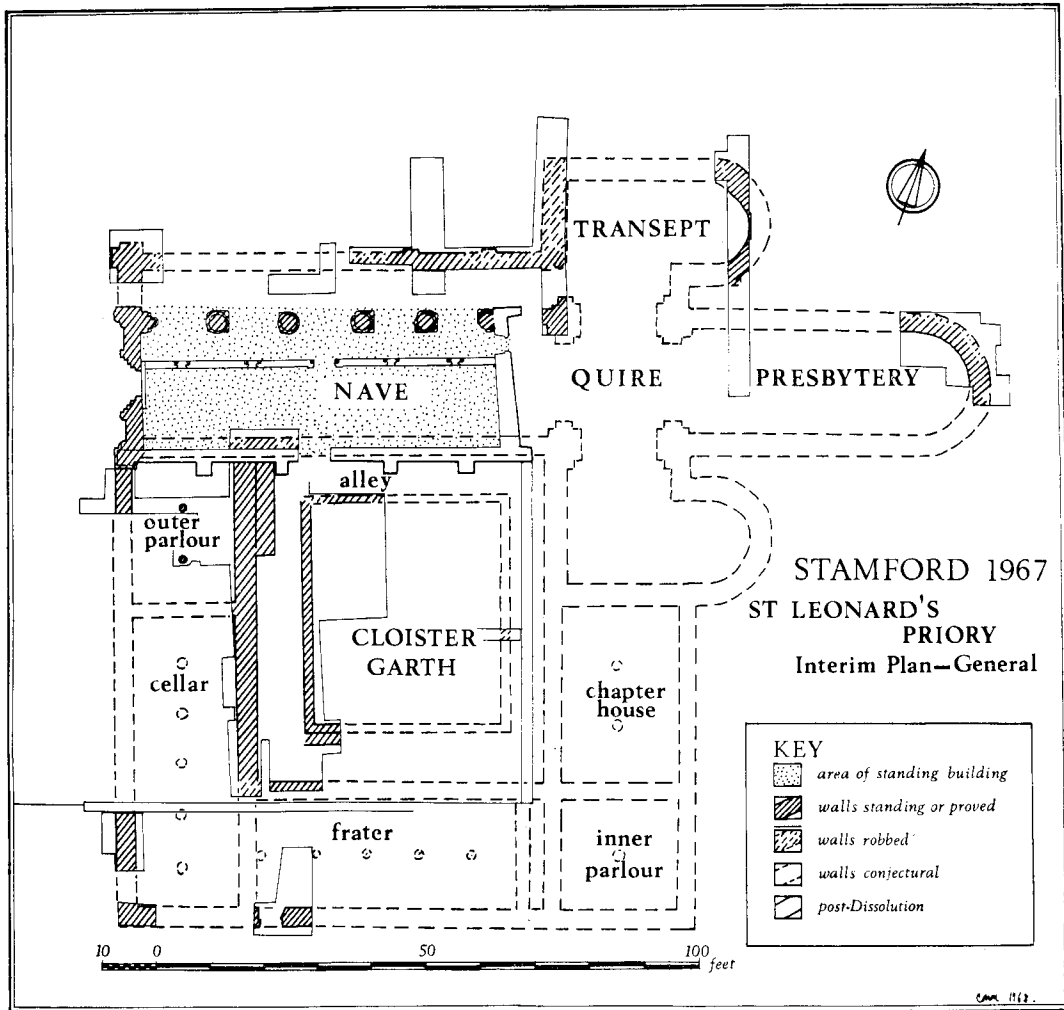 TRANSEPT
NAVE
QUIRE
PRESBYTERY
alley
outer
parlour
CLOISTER
GARTH
cellar
chapter
house
frater
inner
parlour
STAMFORD 1967
ST LEONARD'S
PRIORY
Interim Plan—General
KEY
area of standing building
walls standing or proved
walls robbed
walls conjectural
post-Dissolution
10 0 50 100
feet
1968.